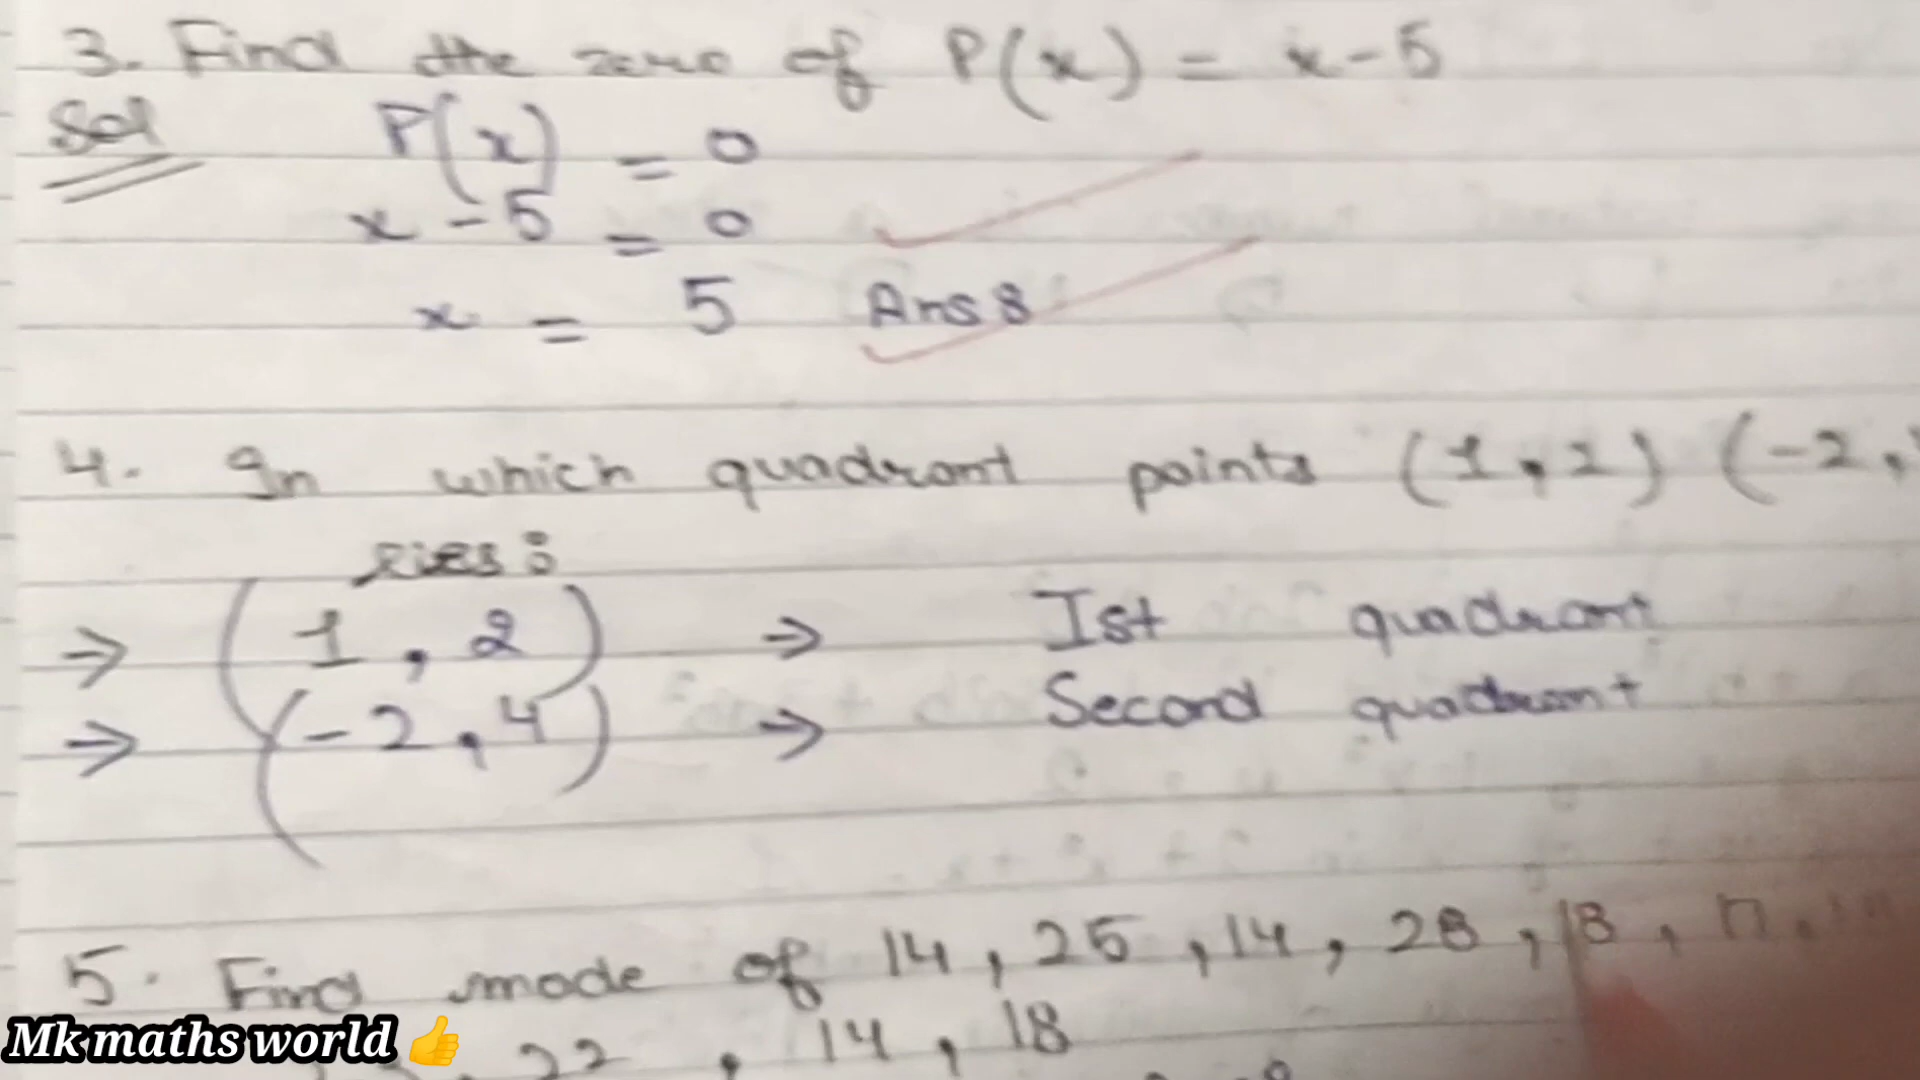 3. Find the zero of P(x) = x-5
Sol
P(x) = 0
x - 5 = 0
x = 5 Ans 8
4. In which quadrant points (1,2) (-2,
lies :
→ (1, 2) → Ist quadrant
→ (-2, 4) → Second quadrant
5. Find mode of 14, 25, 14, 28, 18, 17,
22, 14, 18
Mk maths world 👍